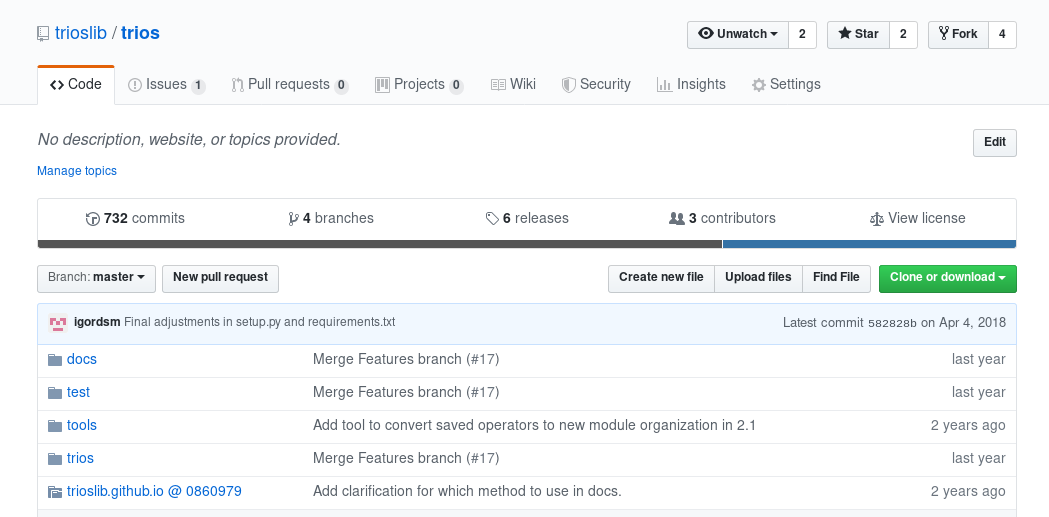 trioslib / trios
Unwatch 2 Star 2 Fork 4
Code Issues 1 Pull requests 0 Projects 0 Wiki Security Insights Settings
No description, website, or topics provided. Edit
Manage topics
732 commits 4 branches 6 releases 3 contributors View license
Branch: master New pull request Create new file Upload files Find File Clone or download
igordsm Final adjustments in setup.py and requirements.txt Latest commit 582828b on Apr 4, 2018
docs Merge Features branch (#17) last year
test Merge Features branch (#17) last year
tools Add tool to convert saved operators to new module organization in 2.1 2 years ago
trios Merge Features branch (#17) last year
trioslib.github.io @ 0860979 Add clarification for which method to use in docs. 2 years ago